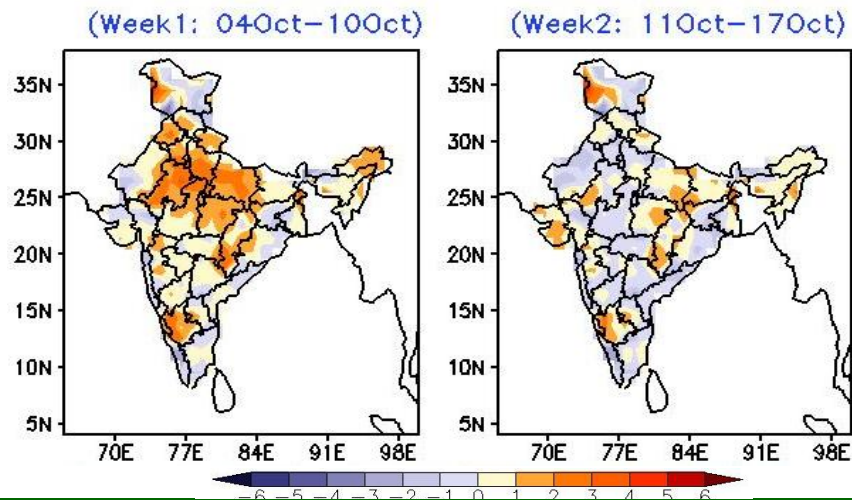 (Week1: 04Oct−10Oct)
(Week2: 11Oct−17Oct)
35N
30N
25N
20N
15N
10N
5N
70E 77E 84E 91E 98E
35N
30N
25N
20N
15N
10N
5N
70E 77E 84E 91E 98E
−6 −5 −4 −3 −2 −1 0 1 2 3 4 5 6